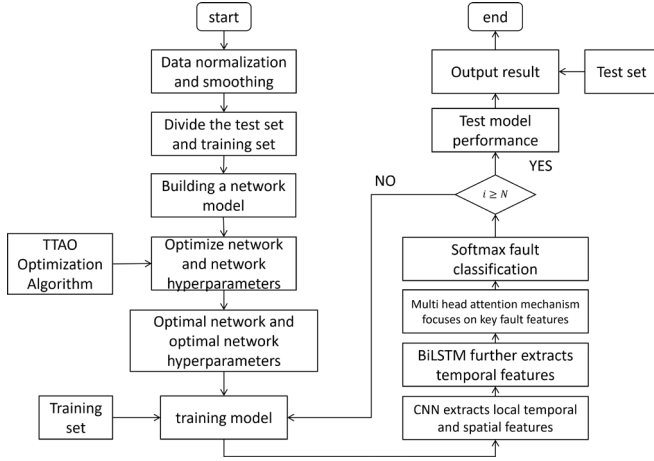 start
Data normalization
and smoothing
Divide the test set
and training set
Building a network
model
TTAO
Optimization
Algorithm
Optimize network
and network
hyperparameters
Optimal network and
optimal network
hyperparameters
Training
set
training model
end
Output result
Test set
Test model
performance
YES
NO
i ≥ N
Softmax fault
classification
Multi head attention mechanism
focuses on key fault features
BiLSTM further extracts
temporal features
CNN extracts local temporal
and spatial features